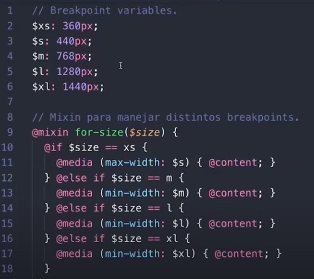 1 // Breakpoint variables.
2 $xs: 360px;
3 $s: 440px;
4 $m: 768px;
5 $l: 1280px;
6 $xl: 1440px;
7
8 // Mixin para manejar distintos breakpoints.
9 @mixin for-size($size) {
10 @if $size == xs {
11 @media (max-width: $s) { @content; }
12 } @else if $size == m {
13 @media (min-width: $m) { @content; }
14 } @else if $size == l {
15 @media (min-width: $l) { @content; }
16 } @else if $size == xl {
17 @media (min-width: $xl) { @content; }
18 }